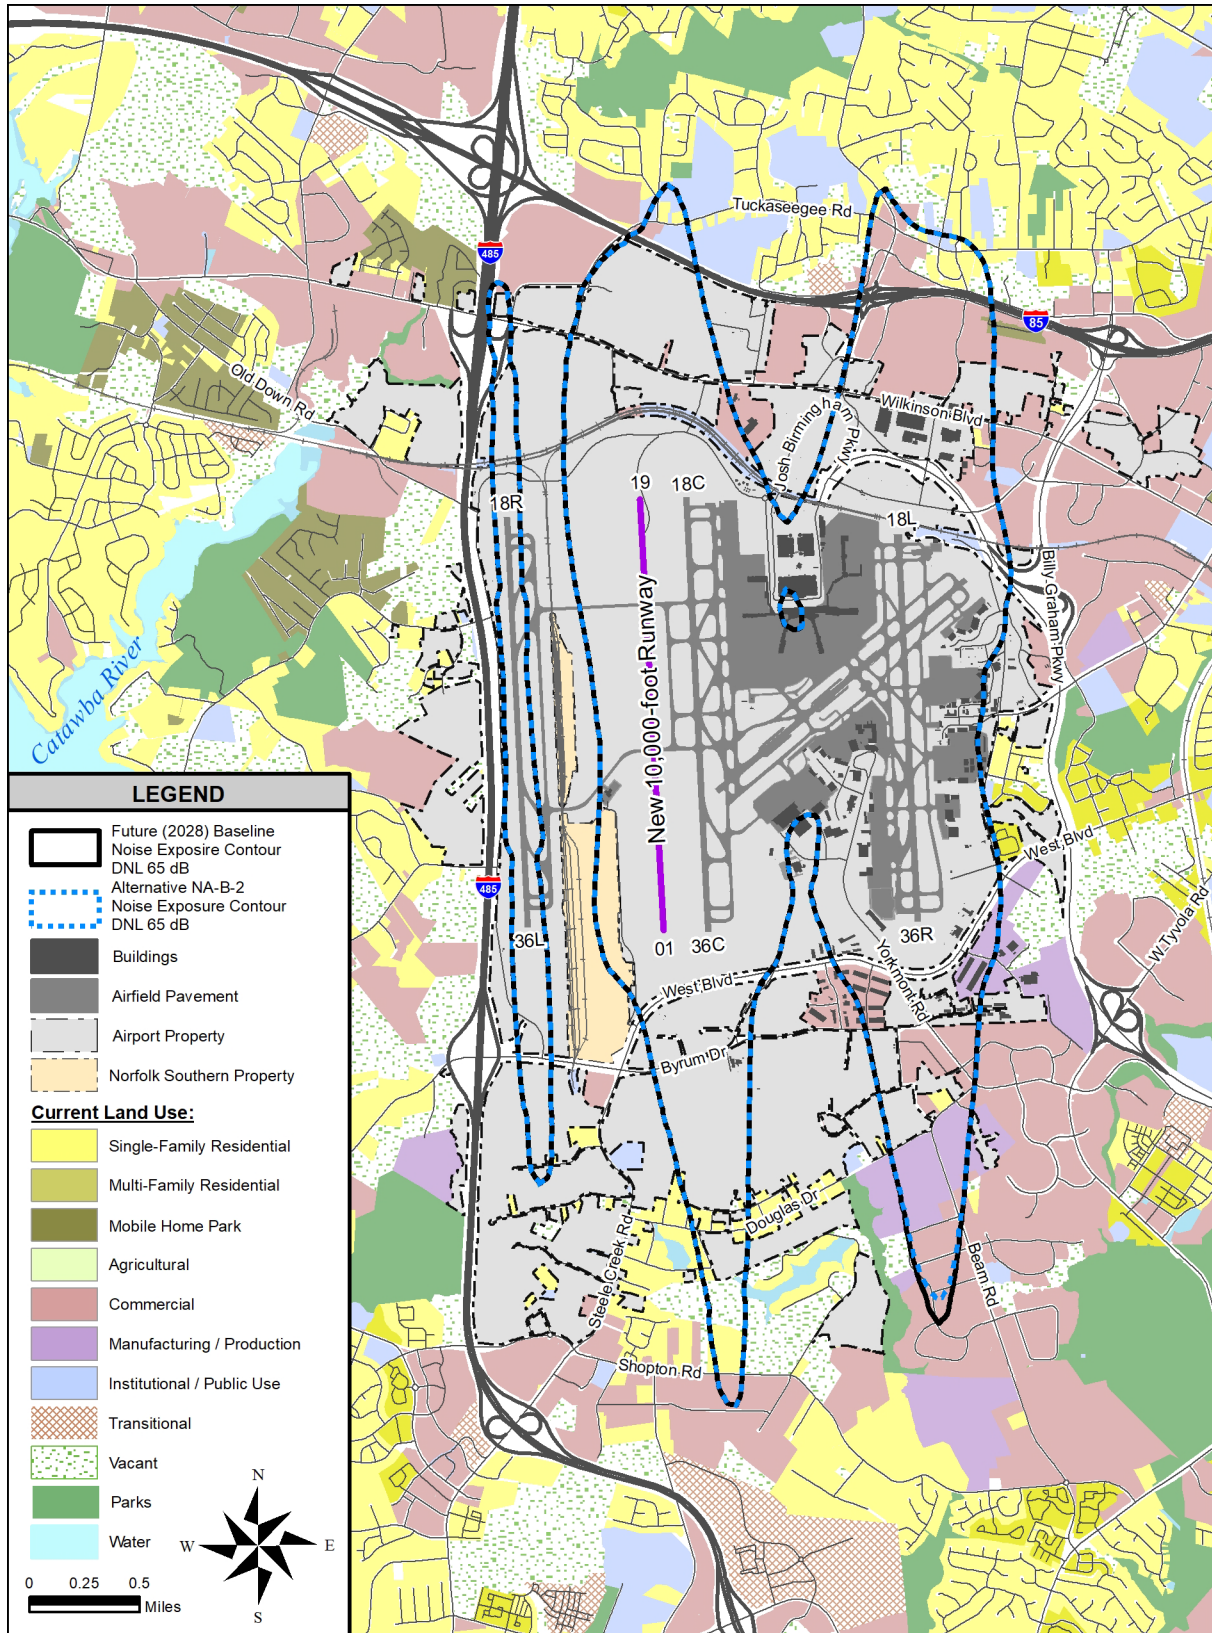 Tuckaseegee Rd
485
85
Old Down Rd
Josh Birmingham Pkwy
Wilkinson Blvd
18R
19
18C
18L
Billy Graham Pkwy
New 10,000-foot Runway
Catawba River
West Blvd
W Tyvola Rd
485
36L
01
36C
36R
Yorkmont Rd
West Blvd
Byrum Dr
Douglas Dr
Steele Creek Rd
Beam Rd
Shopton Rd
LEGEND
Future (2028) Baseline
Noise Exposire Contour
DNL 65 dB
Alternative NA-B-2
Noise Exposure Contour
DNL 65 dB
Buildings
Airfield Pavement
Airport Property
Norfolk Southern Property
Current Land Use:
Single-Family Residential
Multi-Family Residential
Mobile Home Park
Agricultural
Commercial
Manufacturing / Production
Institutional / Public Use
Transitional
Vacant
Parks
Water
N
W
E
S
0 0.25 0.5
Miles